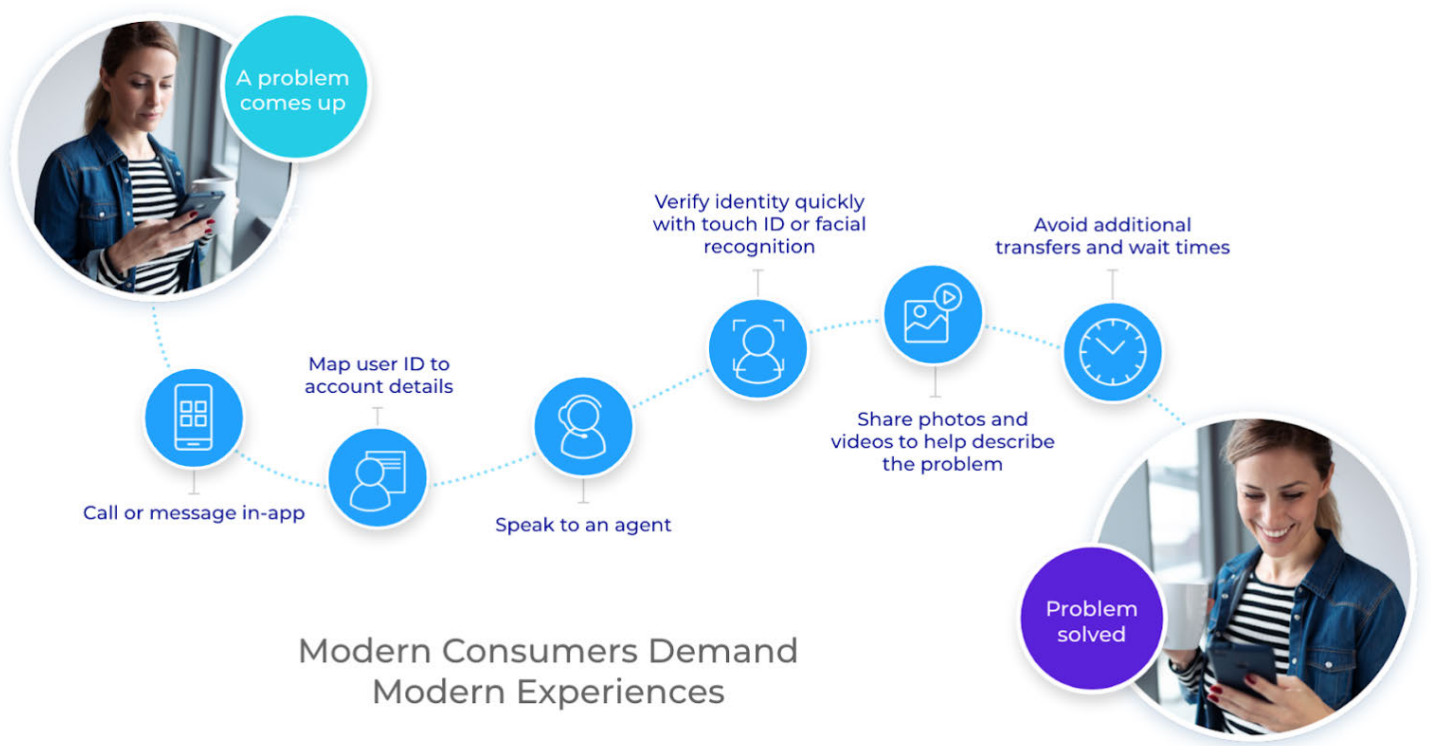 A problem
comes up
Call or message in-app
Map user ID to
account details
Speak to an agent
Verify identity quickly
with touch ID or facial
recognition
Share photos and
videos to help describe
the problem
Avoid additional
transfers and wait times
Problem
solved
Modern Consumers Demand
Modern Experiences